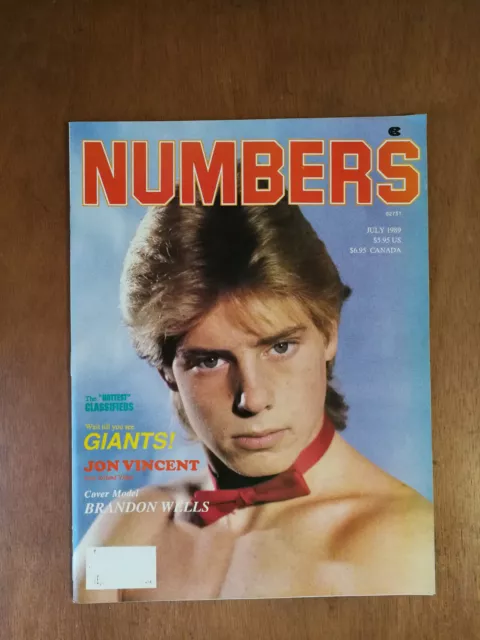 NUMBERS
JULY 1989
$5.95 US
$6.95 CANADA
The "HOTTEST"
CLASSIFIEDS
Wait till you see
GIANTS!
JON VINCENT
Cover Model
BRANDON WELLS